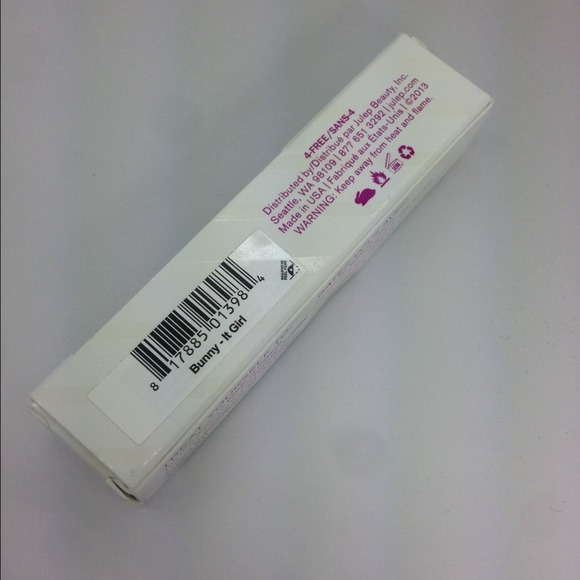 4-FREE/SANS-4
Distributed by/Distribué par Julep Beauty, Inc.
Seattle, WA 98109 | 877 651 3292 | julep.com
Made in USA | Fabriqué aux États-Unis | ©2013
WARNING: Keep away from heat and flame.
8 17885 01398 4
Bunny - It Girl